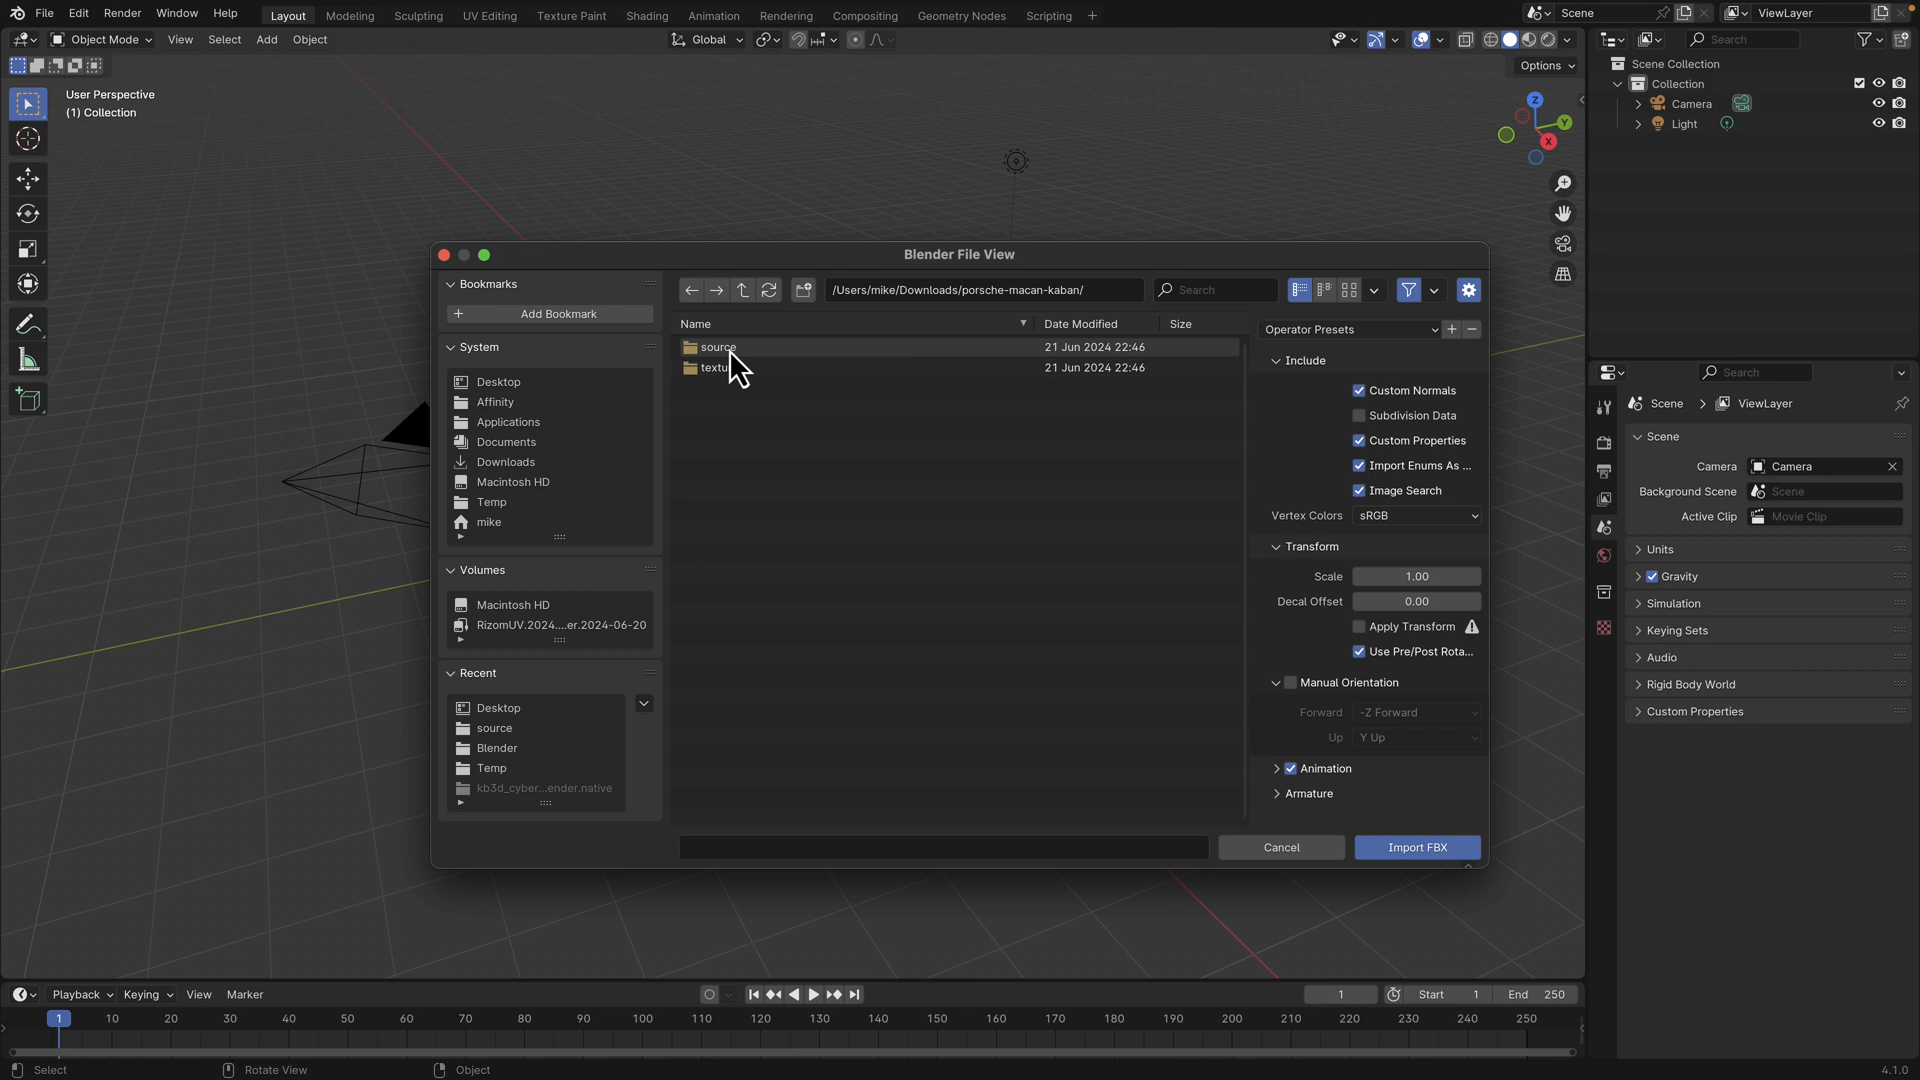 File Edit Render Window Help Layout Modeling Sculpting UV Editing Texture Paint Shading Animation Rendering Compositing Geometry Nodes Scripting Scene ViewLayer
Object Mode View Select Add Object Global Search
Options
User Perspective
(1) Collection
Z
Y
X
Scene Collection
Collection
Camera
Light
Blender File View
Bookmarks
Add Bookmark
System
Desktop
Affinity
Applications
Documents
Downloads
Macintosh HD
Temp
mike
Volumes
Macintosh HD
RizomUV.2024....er.2024-06-20
Recent
Desktop
source
Blender
Temp
kb3d_cyber...ender.native
/Users/mike/Downloads/porsche-macan-kaban/ Search
Name Date Modified Size
source 21 Jun 2024 22:46
21 Jun 2024 22:46
Operator Presets
Include
Custom Normals
Subdivision Data
Custom Properties
Import Enums As ...
Image Search
Vertex Colors sRGB
Transform
Scale 1.00
Decal Offset 0.00
Apply Transform
Use Pre/Post Rota...
Manual Orientation
Forward -Z Forward
Up Y Up
Animation
Armature
Cancel Import FBX
Search
Scene ViewLayer
Scene
Camera Camera
Background Scene Scene
Active Clip Movie Clip
Units
Gravity
Simulation
Keying Sets
Audio
Rigid Body World
Custom Properties
Playback Keying View Marker 1 Start 1 End 250
1 10 20 30 40 50 60 70 80 90 100 110 120 130 140 150 160 170 180 190 200 210 220 230 240 250
Select Rotate View Object 4.1.0